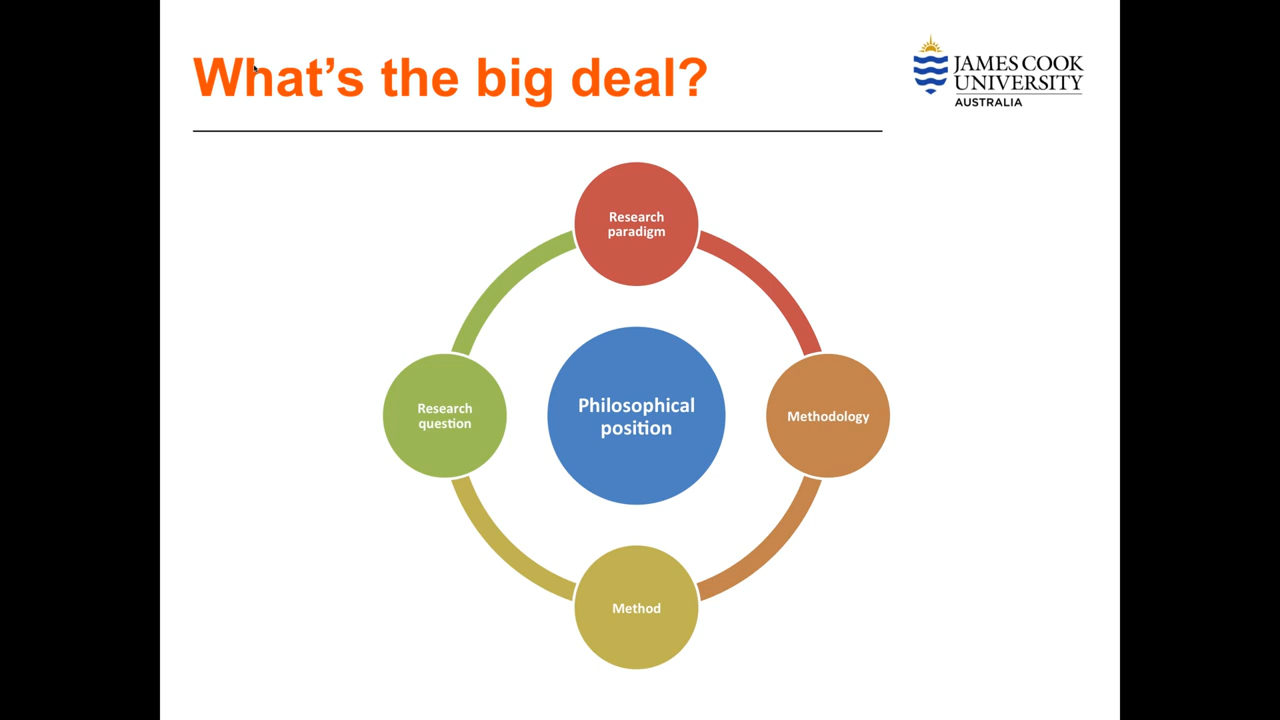 What’s the big deal?
JAMES COOK
UNIVERSITY
AUSTRALIA
Research
paradigm
Research
question
Philosophical
position
Methodology
Method